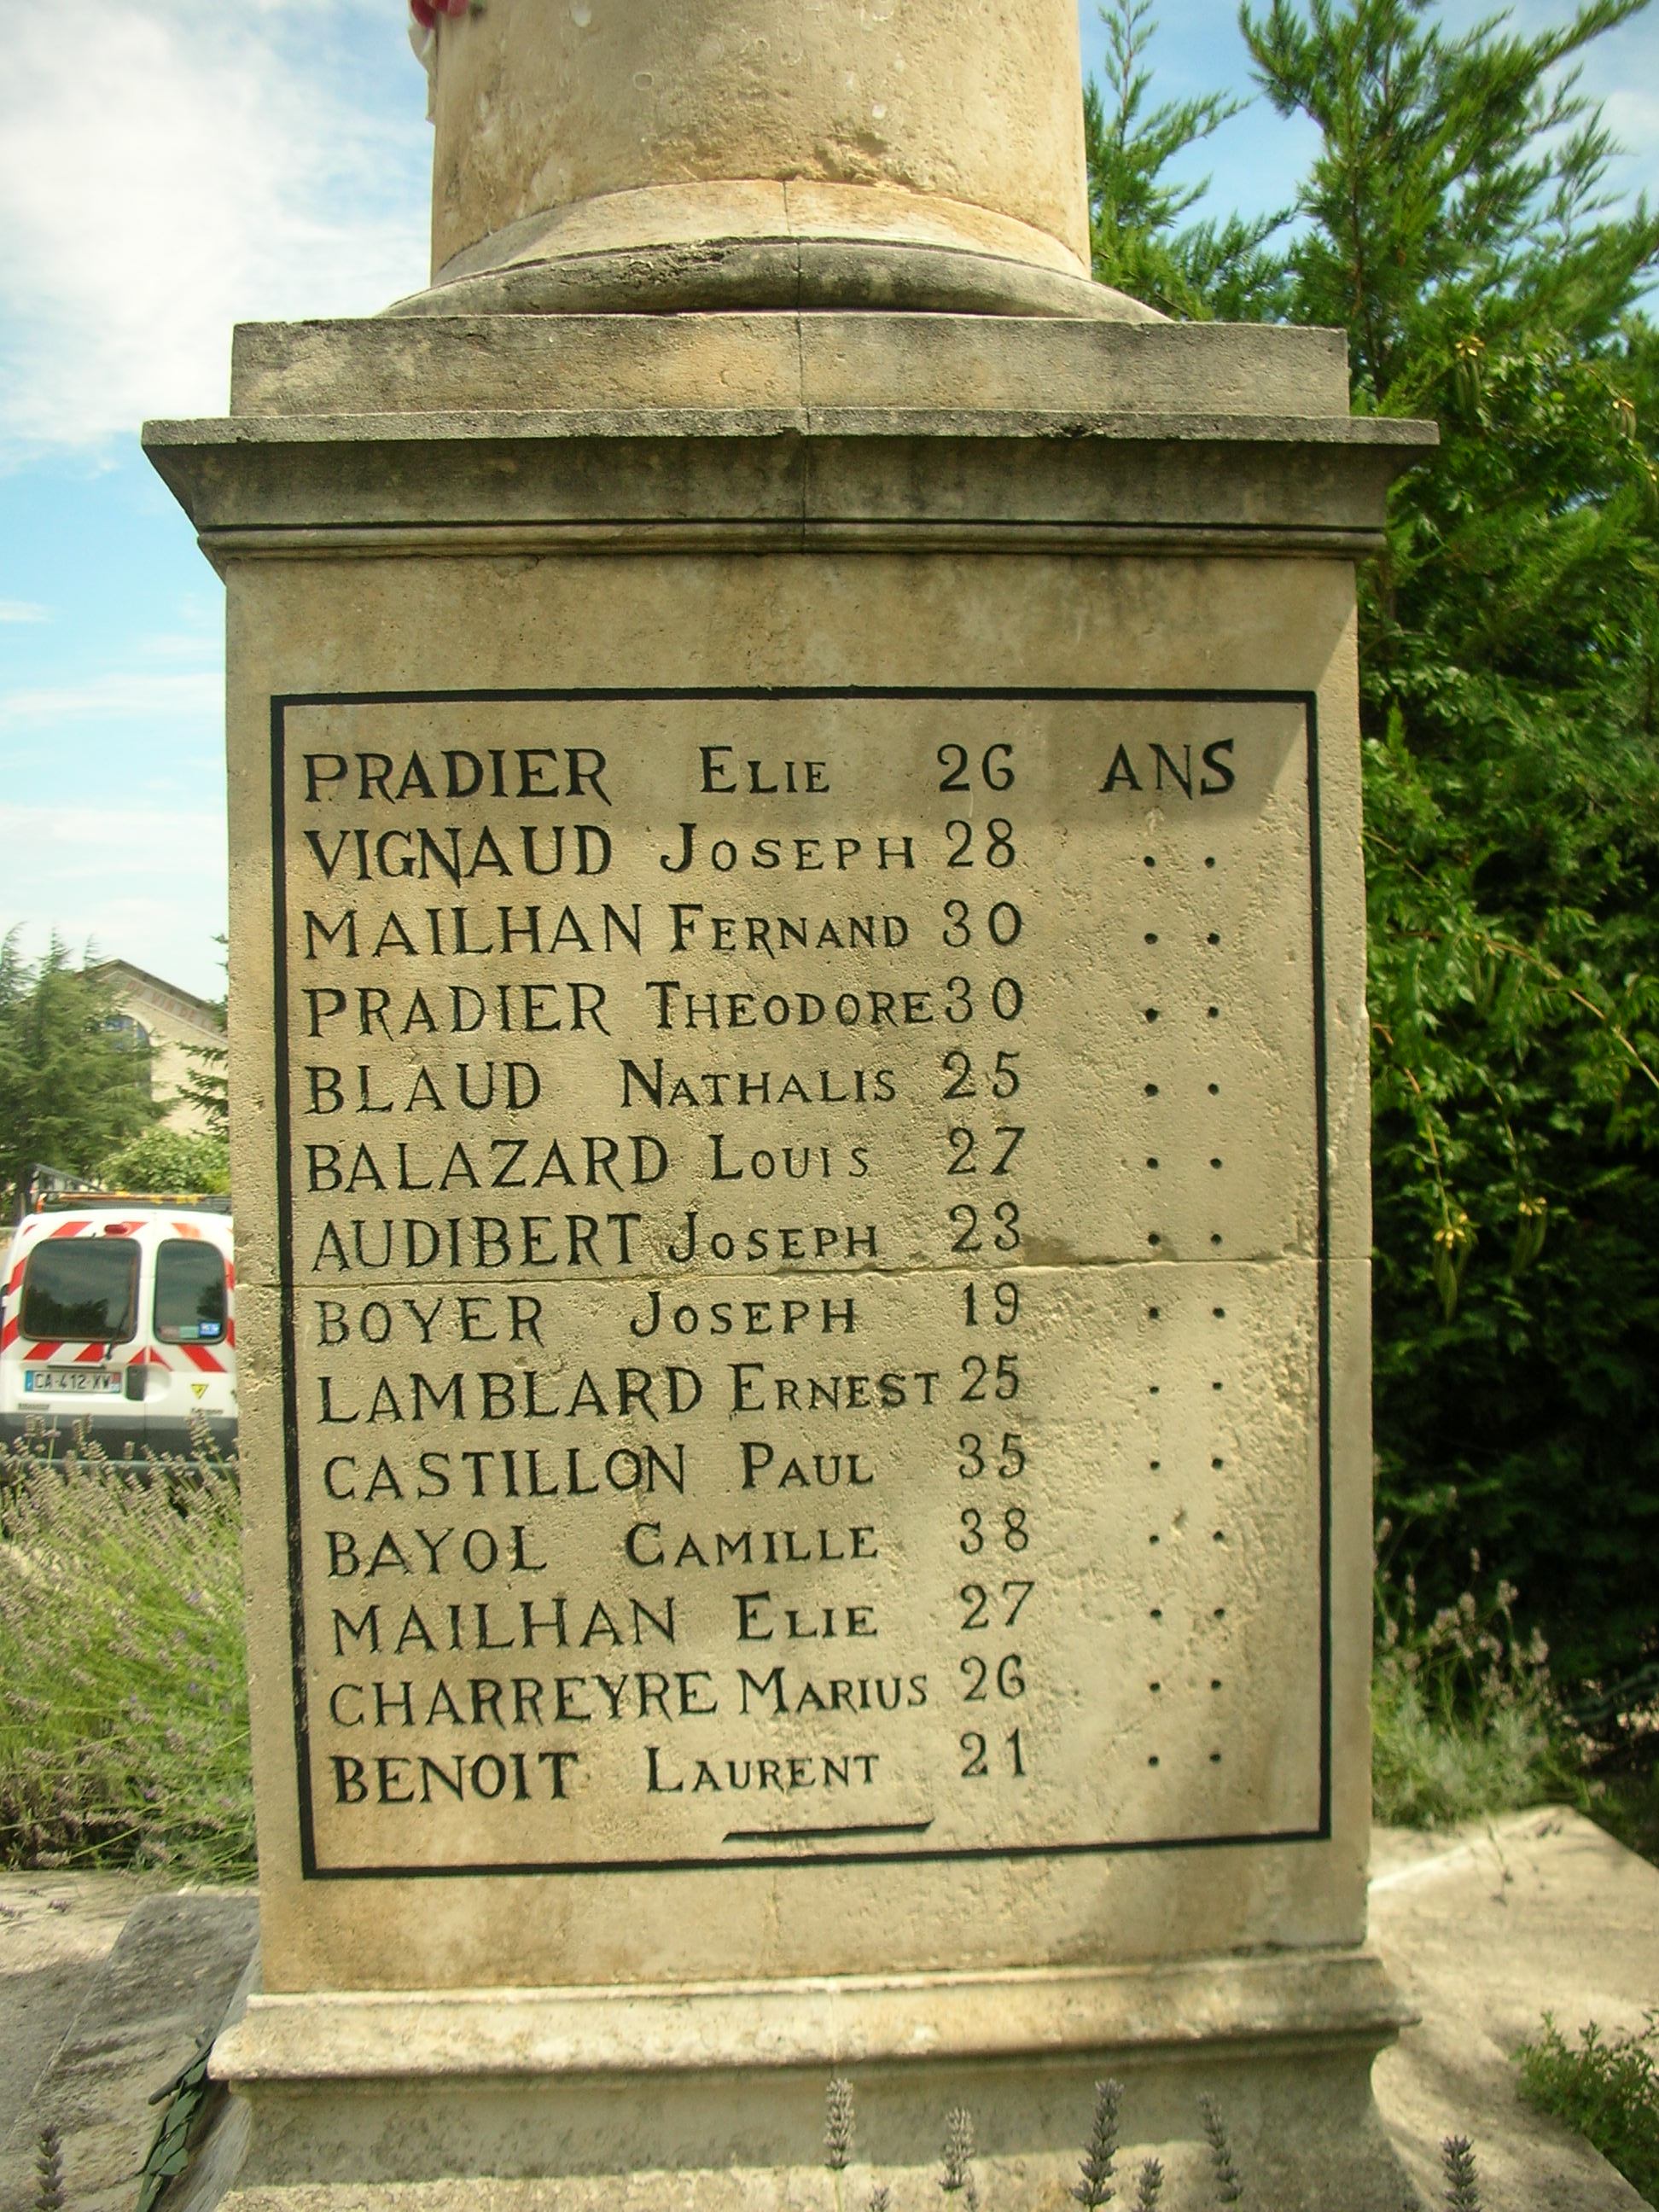 PRADIER ELIE 26 ANS
VIGNAUD JOSEPH 28 . .
MAILHAN FERNAND 30 . .
PRADIER THEODORE 30 . .
BLAUD NATHALIS 25 . .
BALAZARD LOUIS 27 . .
AUDIBERT JOSEPH 23 . .
BOYER JOSEPH 19 . .
LAMBLARD ERNEST 25 . .
CASTILLON PAUL 35 . .
BAYOL CAMILLE 38 . .
MAILHAN ELIE 27 . .
CHARREYRE MARIUS 26 . .
BENOIT LAURENT 21 . .
CA-412-XW